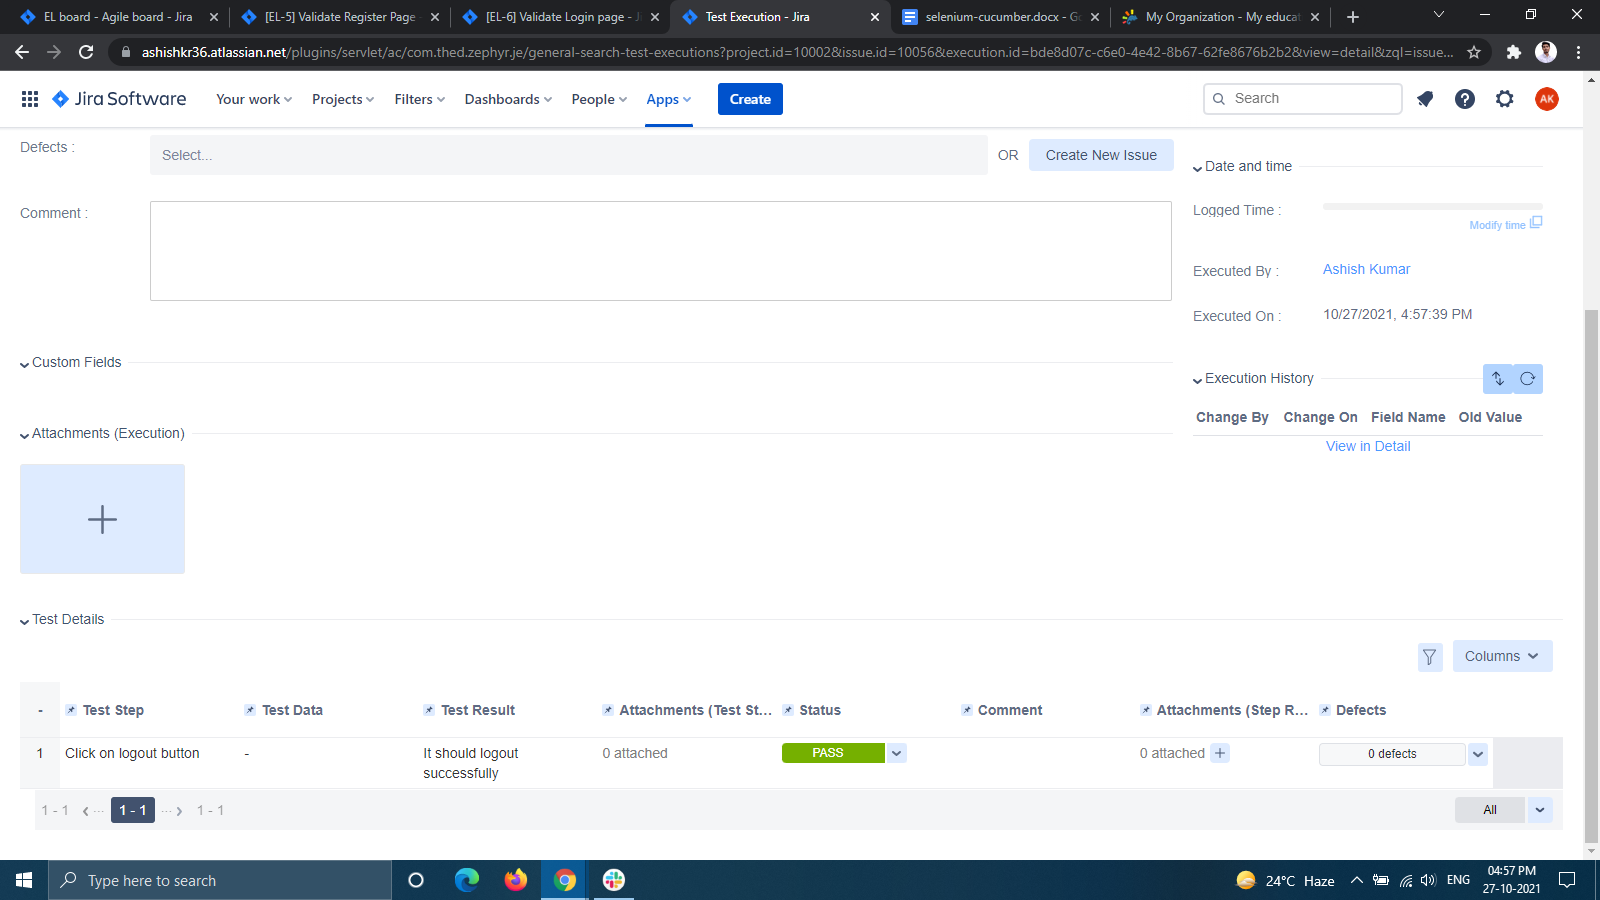 EL board - Agile board - Jira
[EL-5] Validate Register Page -
[EL-6] Validate Login page - Ji
Test Execution - Jira
selenium-cucumber.docx - Go
My Organization - My educat
ashishkr36.atlassian.net/plugins/servlet/ac/com.thed.zephyr.je/general-search-test-executions?project.id=10002&issue.id=10056&execution.id=bde8d07c-c6e0-4e42-8b67-62fe8676b2b2&view=detail&zql=issue...
Jira Software
Your work
Projects
Filters
Dashboards
People
Apps
Create
Search
AK
Defects :
Select...
OR
Create New Issue
Date and time
Comment :
Logged Time :
Modify time
Executed By :
Ashish Kumar
Executed On :
10/27/2021, 4:57:39 PM
Custom Fields
Execution History
Change By Change On Field Name Old Value
View in Detail
Attachments (Execution)
Test Details
Columns
- Test Step Test Data Test Result Attachments (Test St... Status Comment Attachments (Step R... Defects
1 Click on logout button - It should logout 0 attached PASS 0 attached 0 defects
successfully
1 - 1 ... 1 - 1 ... 1 - 1
All
Type here to search
24°C Haze
ENG
04:57 PM
27-10-2021